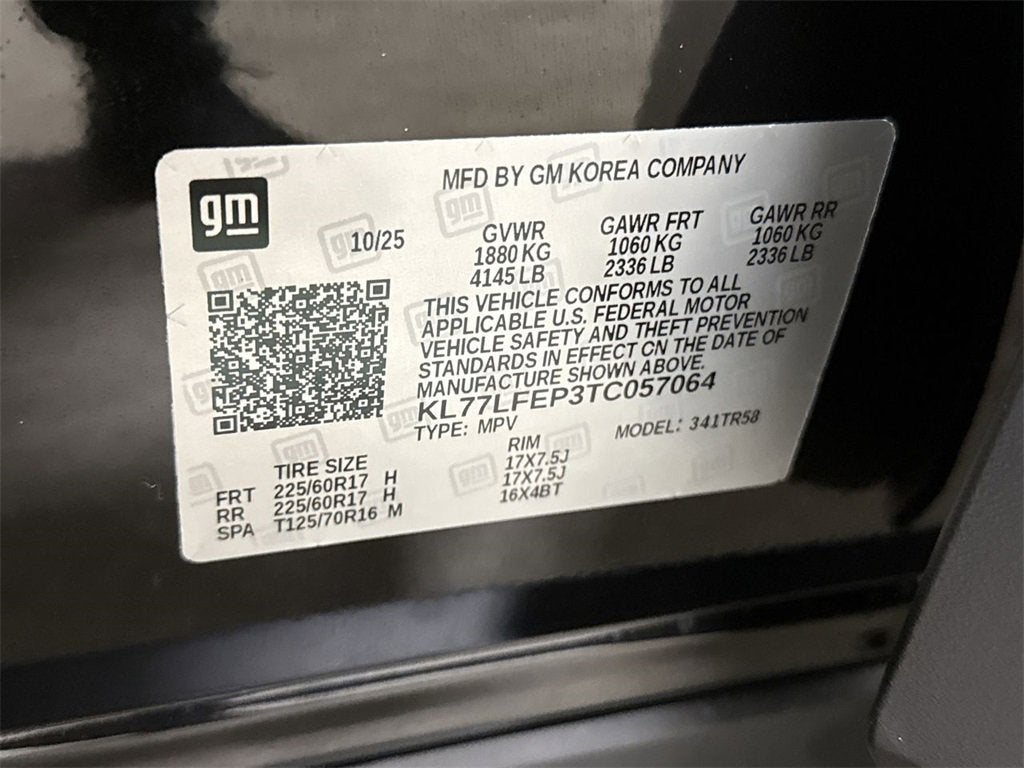 gm
MFD BY GM KOREA COMPANY
10/25
GVWR GAWR FRT GAWR RR
1880 KG 1060 KG 1060 KG
4145 LB 2336 LB 2336 LB
THIS VEHICLE CONFORMS TO ALL
APPLICABLE U.S. FEDERAL MOTOR
VEHICLE SAFETY AND THEFT PREVENTION
STANDARDS IN EFFECT ON THE DATE OF
MANUFACTURE SHOWN ABOVE.
KL77LFEP3TC057064
TYPE: MPV MODEL: 341TR58
TIRE SIZE RIM
FRT 225/60R17 H 17X7.5J
RR 225/60R17 H 17X7.5J
SPA T125/70R16 M 16X4BT